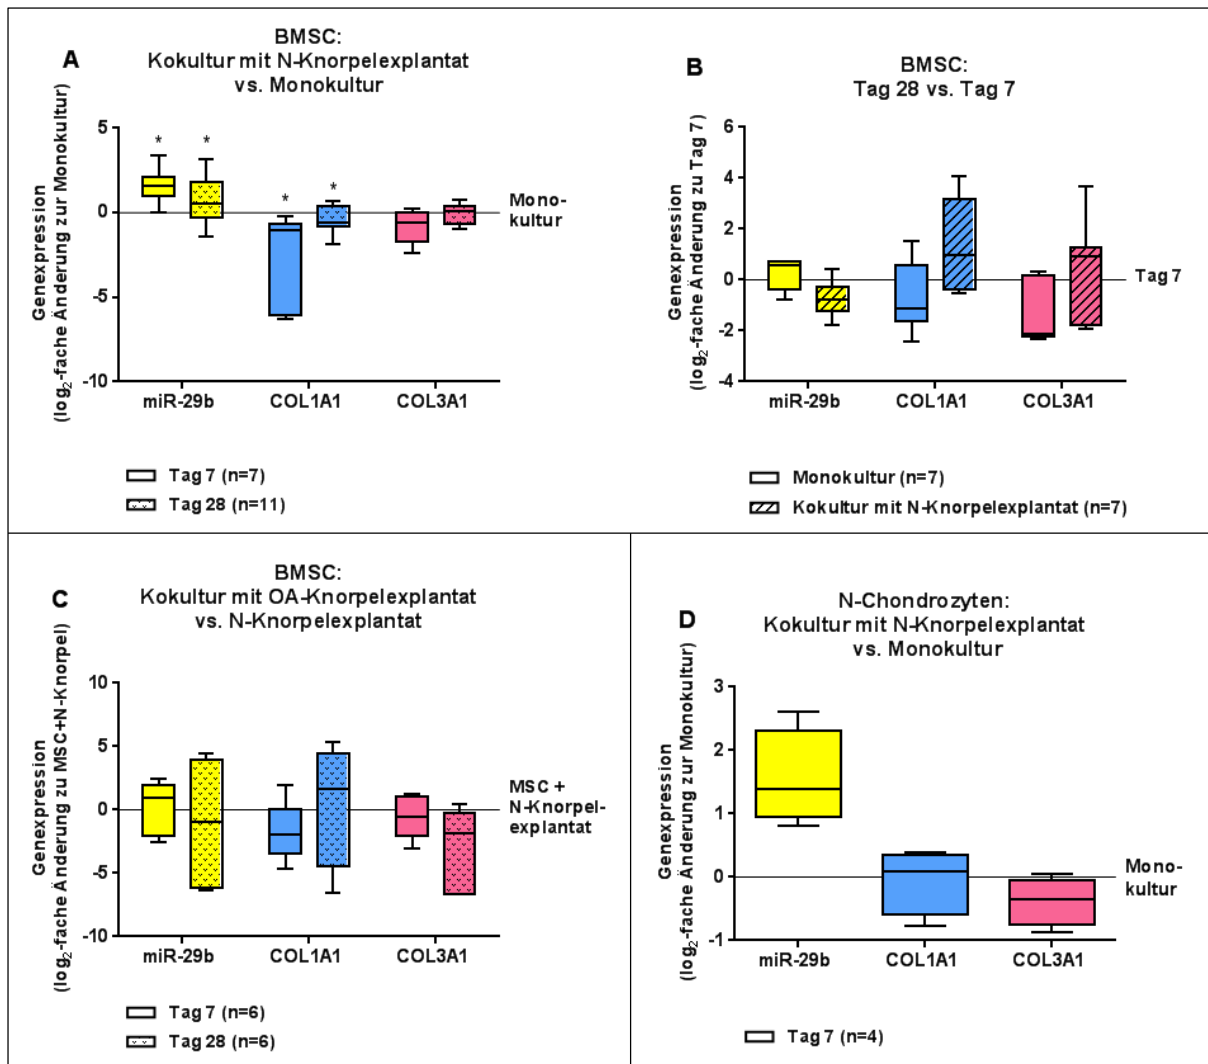 A
BMSC:
Kokultur mit N-Knorpelexplantat
vs. Monokultur
Genexpression
(log₂-fache Änderung zur Monokultur)
5
0
-5
-10
* * * *
Mono-
kultur
miR-29b COL1A1 COL3A1
Tag 7 (n=7)
Tag 28 (n=11)
B
BMSC:
Tag 28 vs. Tag 7
Genexpression
(log₂-fache Änderung zu Tag 7)
6
4
2
0
-2
-4
Tag 7
miR-29b COL1A1 COL3A1
Monokultur (n=7)
Kokultur mit N-Knorpelexplantat (n=7)
C
BMSC:
Kokultur mit OA-Knorpelexplantat
vs. N-Knorpelexplantat
Genexpression
(log₂-fache Änderung zu MSC+N-Knorpel)
10
5
0
-5
-10
MSC +
N-Knorpel-
explantat
miR-29b COL1A1 COL3A1
Tag 7 (n=6)
Tag 28 (n=6)
D
N-Chondrozyten:
Kokultur mit N-Knorpelexplantat
vs. Monokultur
Genexpression
(log₂-fache Änderung zur Monokultur)
3
2
1
0
-1
Mono-
kultur
miR-29b COL1A1 COL3A1
Tag 7 (n=4)